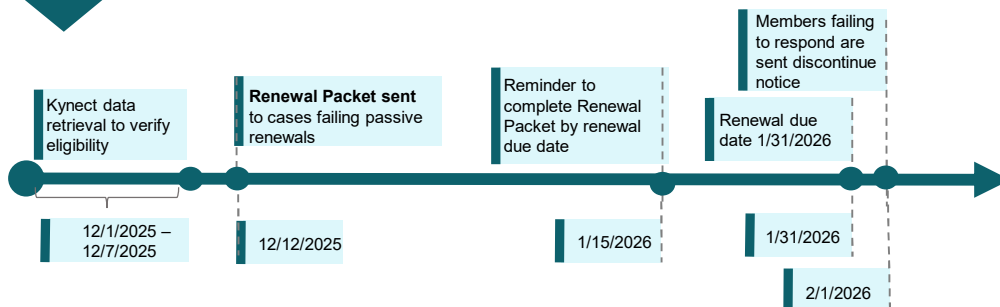 Kynect data
retrieval to verify
eligibility
Renewal Packet sent
to cases failing passive
renewals
Reminder to
complete Renewal
Packet by renewal
due date
Renewal due
date 1/31/2026
Members failing
to respond are
sent discontinue
notice
12/1/2025 –
12/7/2025
12/12/2025
1/15/2026
1/31/2026
2/1/2026